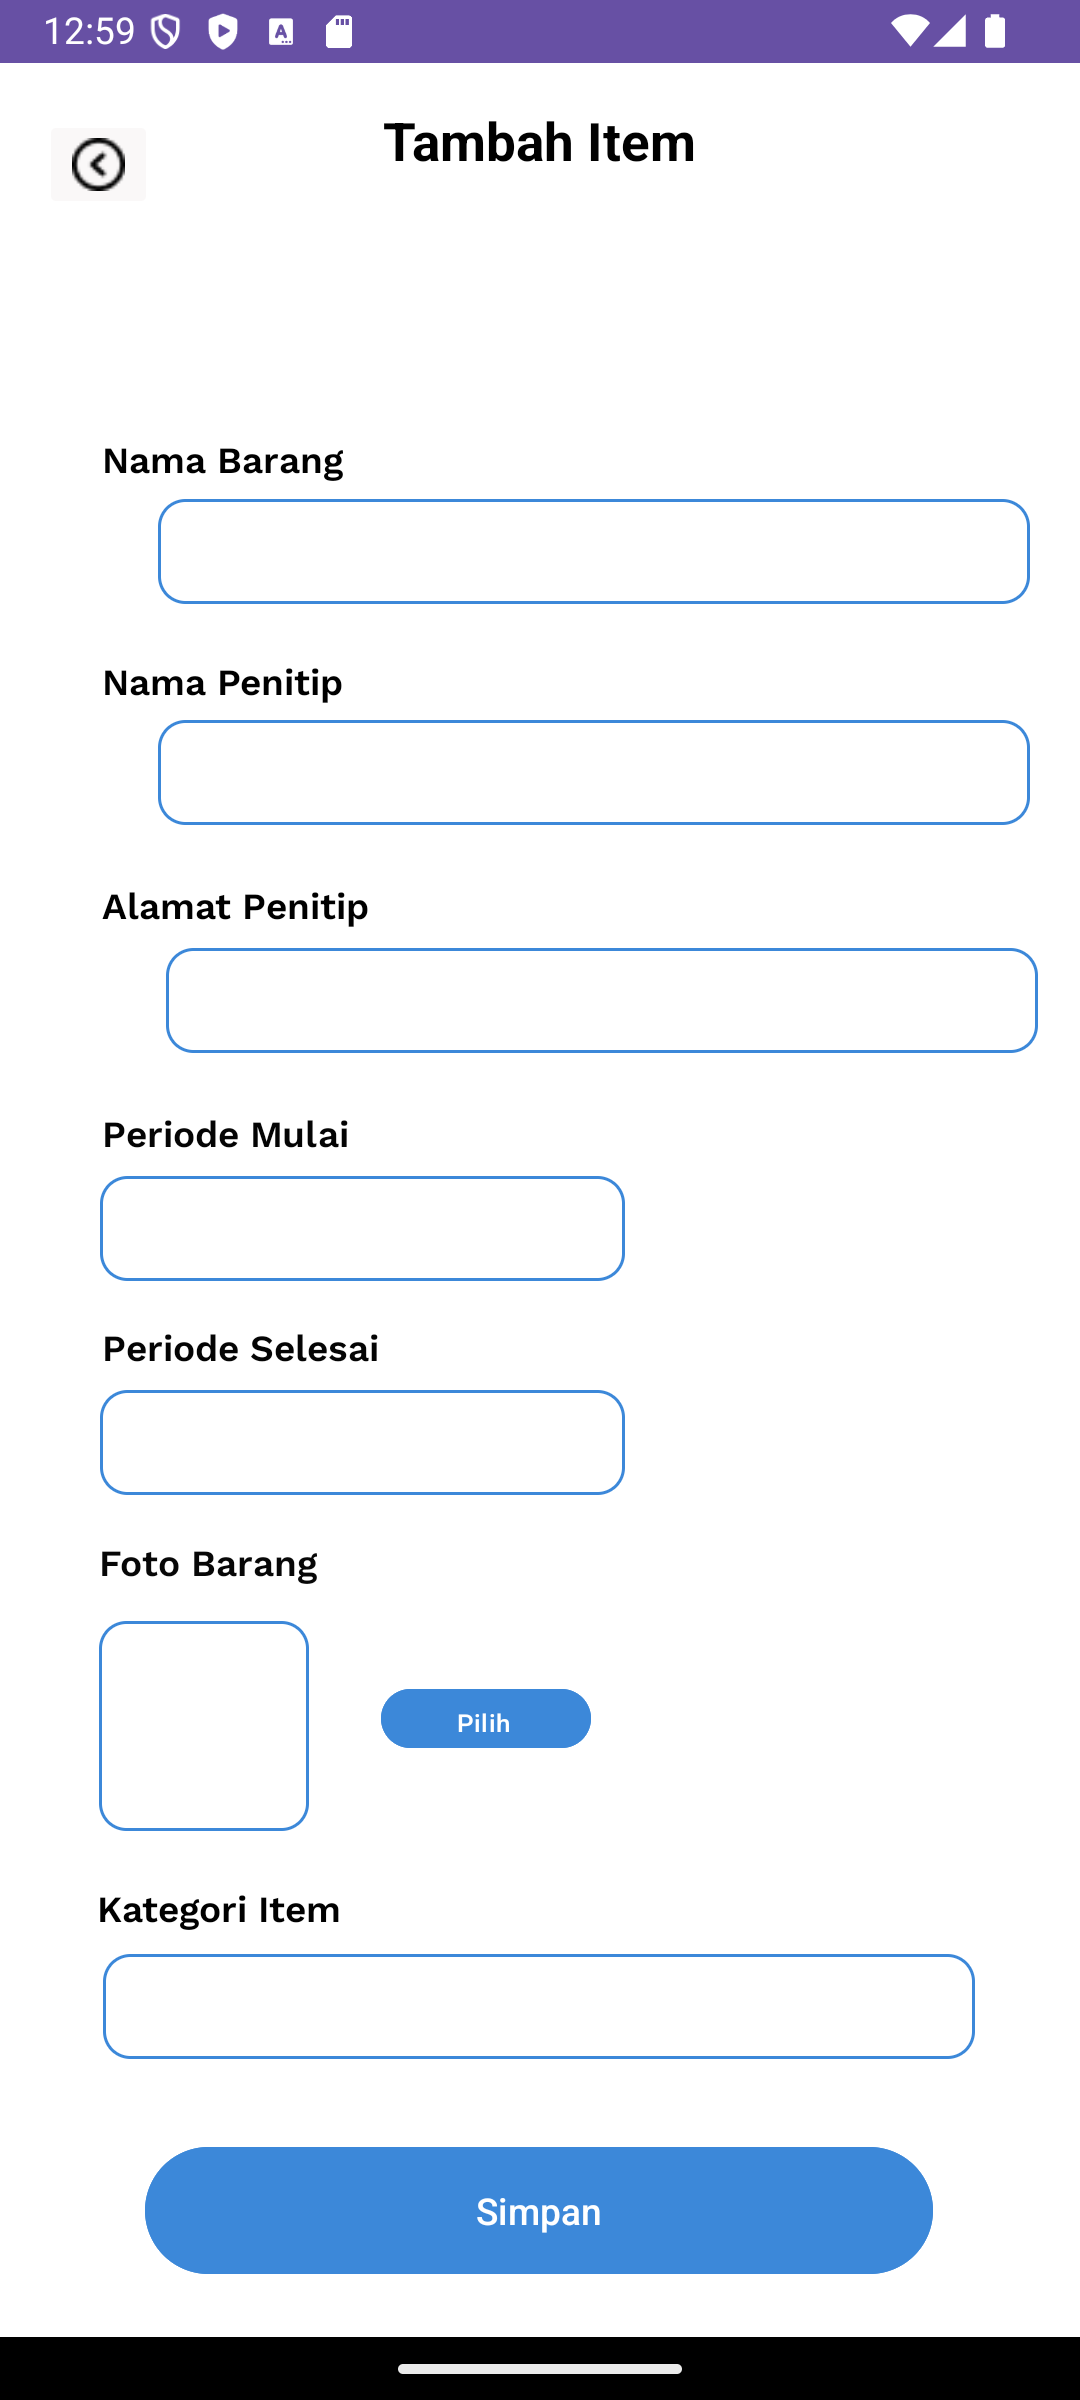 12:59
Tambah Item
Nama Barang
Nama Penitip
Alamat Penitip
Periode Mulai
Periode Selesai
Foto Barang
Pilih
Kategori Item
Simpan